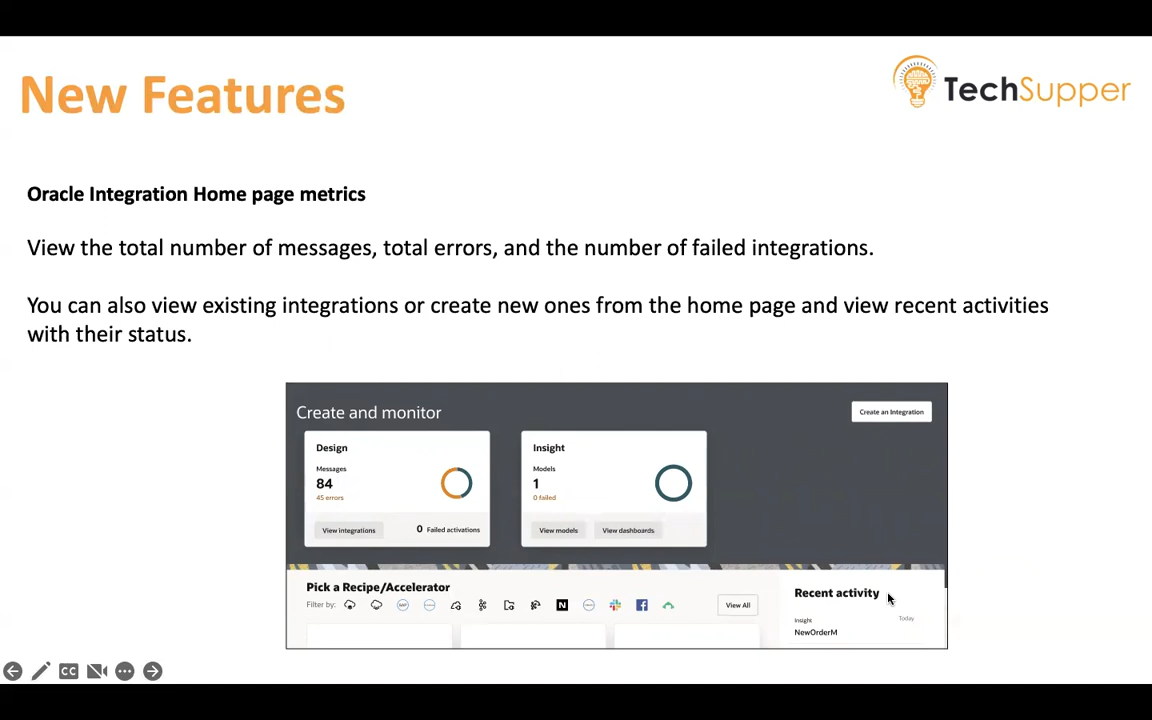 New Features
TechSupper
Oracle Integration Home page metrics
View the total number of messages, total errors, and the number of failed integrations.
You can also view existing integrations or create new ones from the home page and view recent activities
with their status.
Create and monitor
Create an Integration
Design
Messages
84
45 errors
View integrations
0 Failed activations
Insight
Models
1
0 failed
View models
View dashboards
Pick a Recipe/Accelerator
Filter by:
N
View All
Recent activity
Insight
Today
NewOrderM
CC